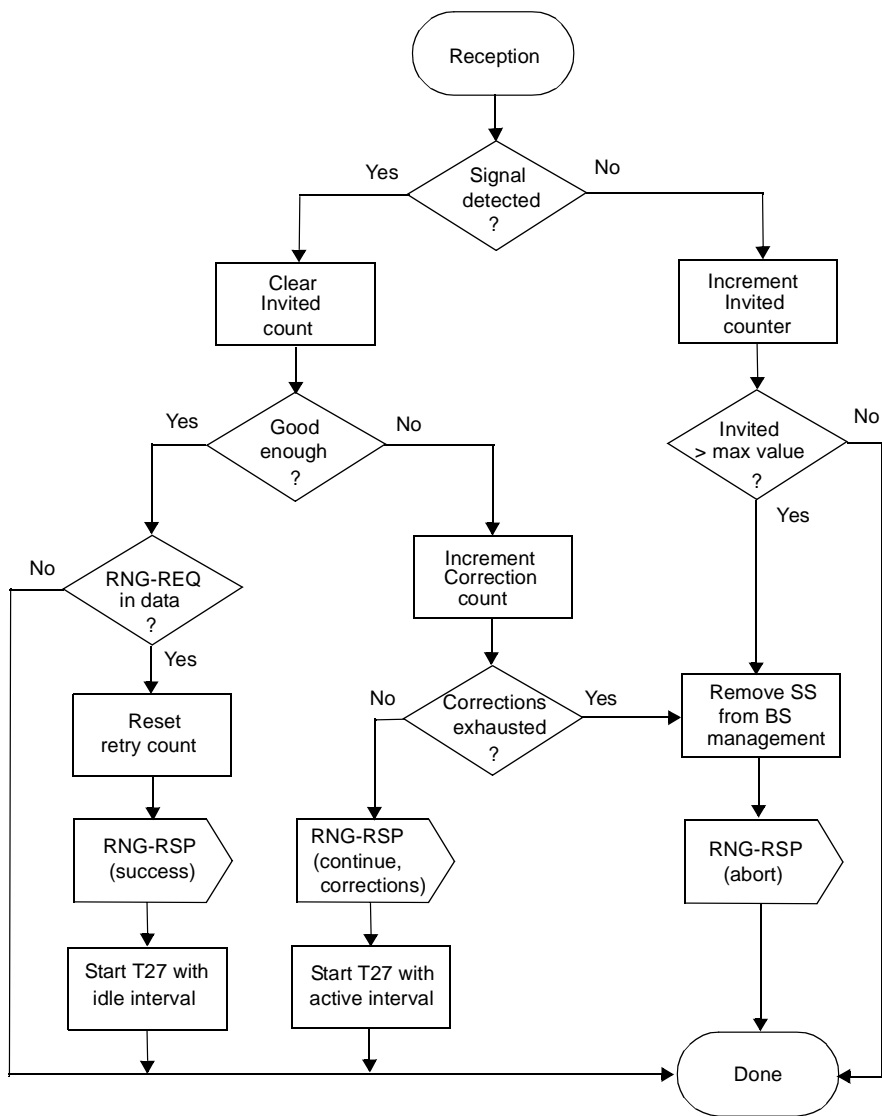 Reception
Yes
Signal
detected
?
No
Clear
Invited
count
Increment
Invited
counter
Yes
Good
enough
?
No
Invited
> max value
?
No
Yes
No
RNG-REQ
in data
?
Yes
Increment
Correction
count
Reset
retry count
No
Corrections
exhausted
?
Yes
Remove SS
from BS
management
RNG-RSP
(success)
RNG-RSP
(continue,
corrections)
RNG-RSP
(abort)
Start T27 with
idle interval
Start T27 with
active interval
Done